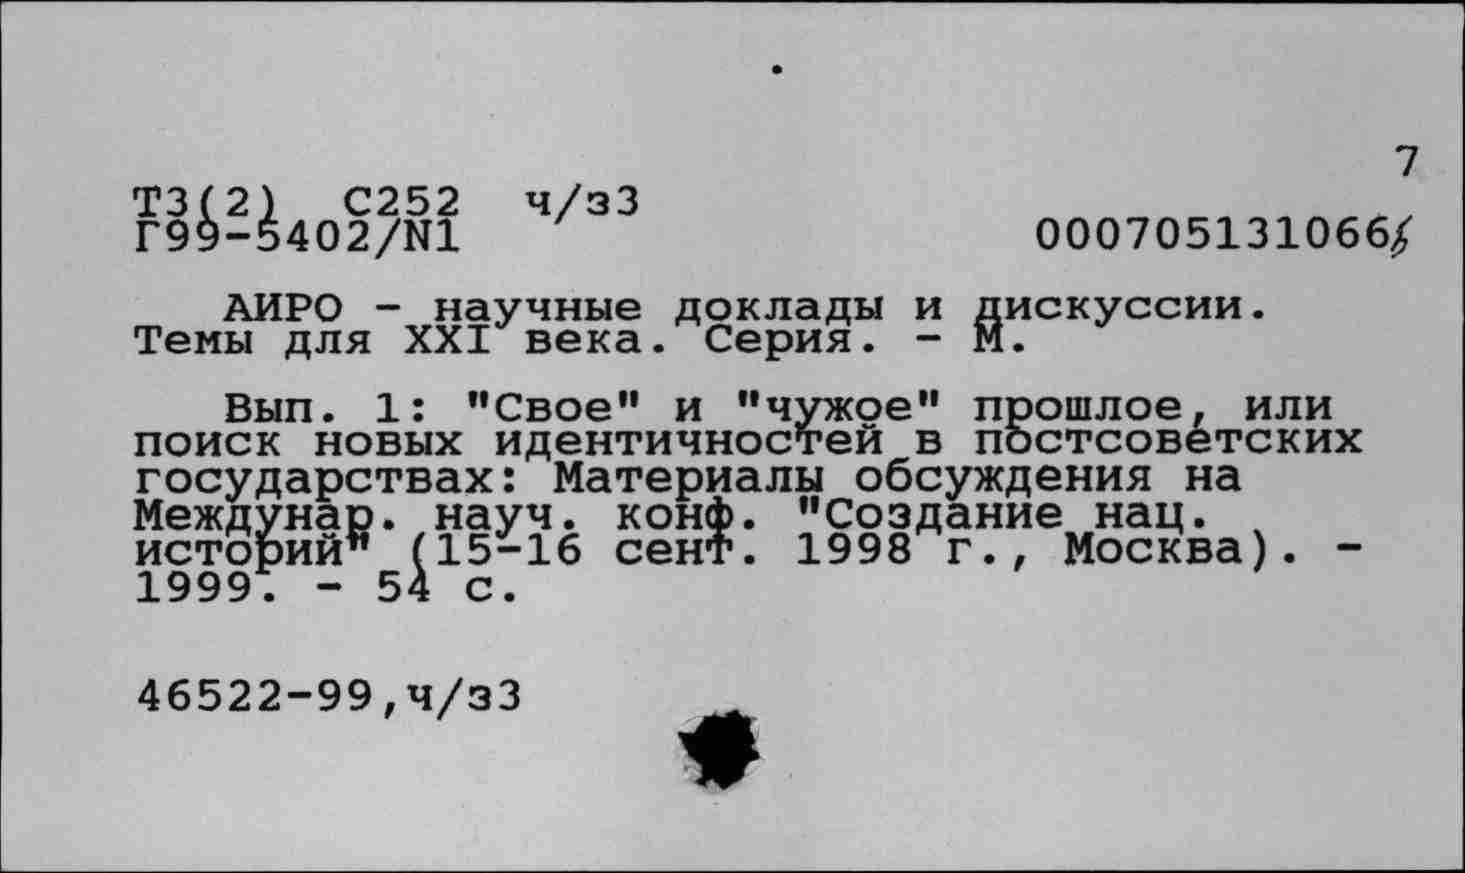 7
Т3(2) С252 ч/з3
Г99-5402/N1 000705131066
АИРО - научные доклады и дискуссии.
Темы для XXI века. Серия. - М.
Вып. 1: "Свое" и "чужое" прошлое, или
поиск новых идентичностей в постсоветских
государствах: Материалы обсуждения на
Междунар. науч. конф. "Создание нац.
историй" (15-16 сент. 1998 г., Москва). -
1999. - 54 с.
46522-99,ч/з3